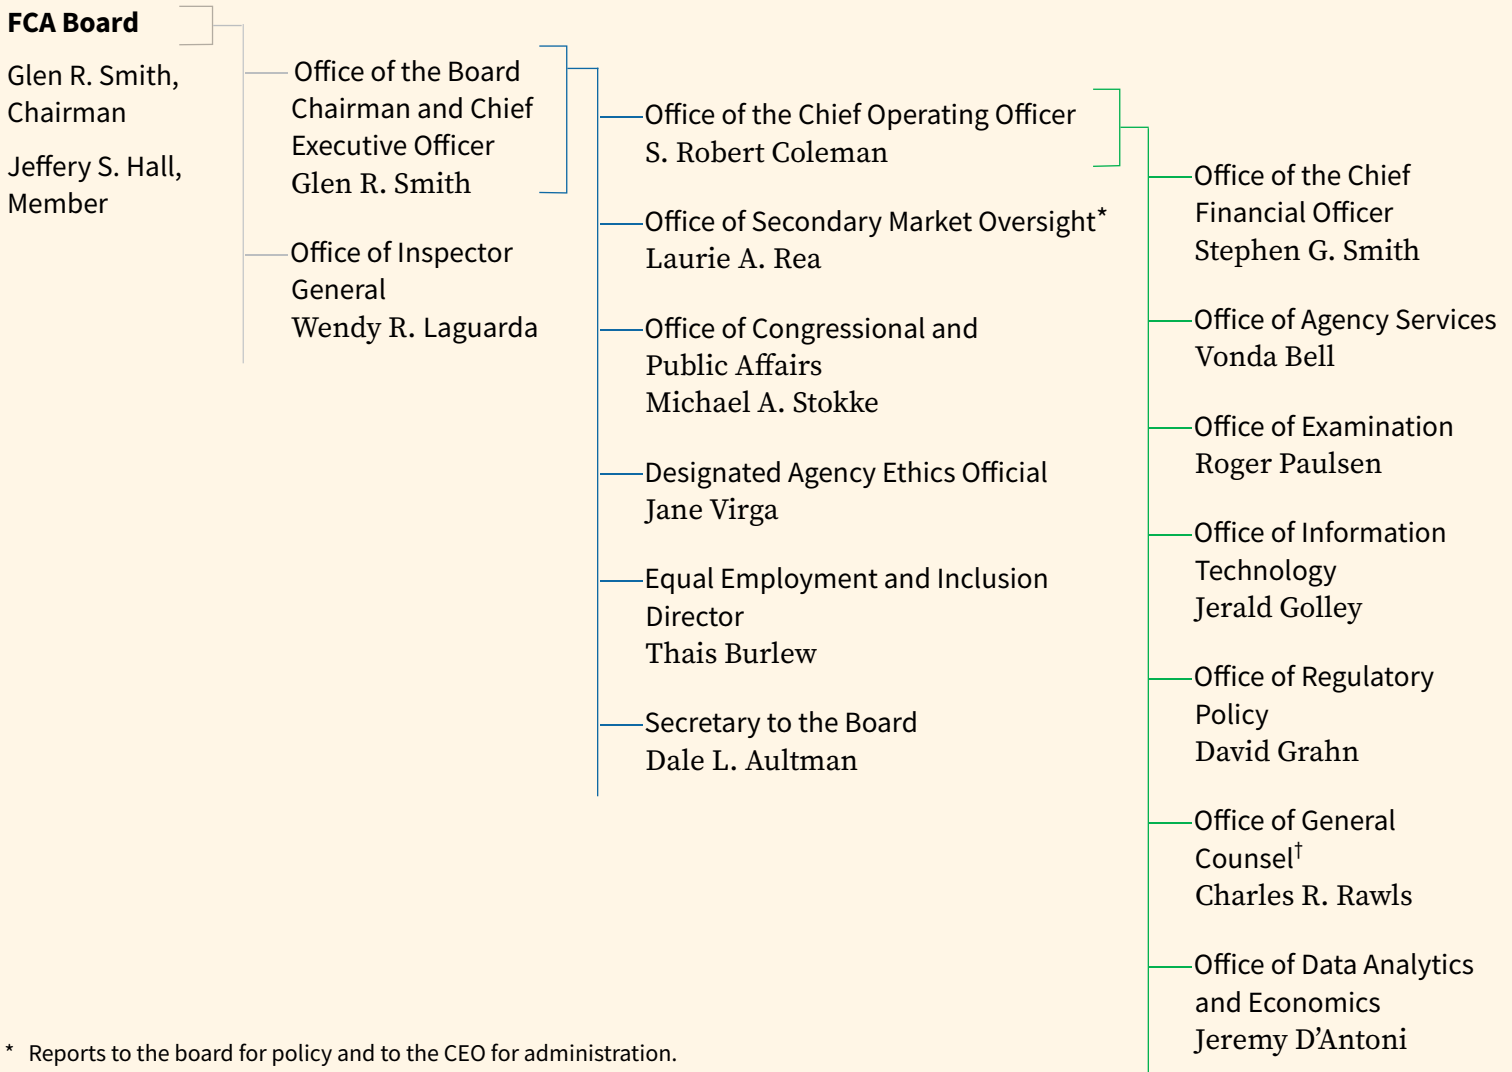 FCA Board
Glen R. Smith,
Chairman
Jeffery S. Hall,
Member
Office of the Board
Chairman and Chief
Executive Officer
Glen R. Smith
Office of Inspector
General
Wendy R. Laguarda
Office of the Chief Operating Officer
S. Robert Coleman
Office of Secondary Market Oversight*
Laurie A. Rea
Office of Congressional and
Public Affairs
Michael A. Stokke
Designated Agency Ethics Official
Jane Virga
Equal Employment and Inclusion
Director
Thais Burlew
Secretary to the Board
Dale L. Aultman
Office of the Chief
Financial Officer
Stephen G. Smith
Office of Agency Services
Vonda Bell
Office of Examination
Roger Paulsen
Office of Information
Technology
Jerald Golley
Office of Regulatory
Policy
David Grahn
Office of General
Counsel†
Charles R. Rawls
Office of Data Analytics
and Economics
Jeremy D’Antoni
* Reports to the board for policy and to the CEO for administration.